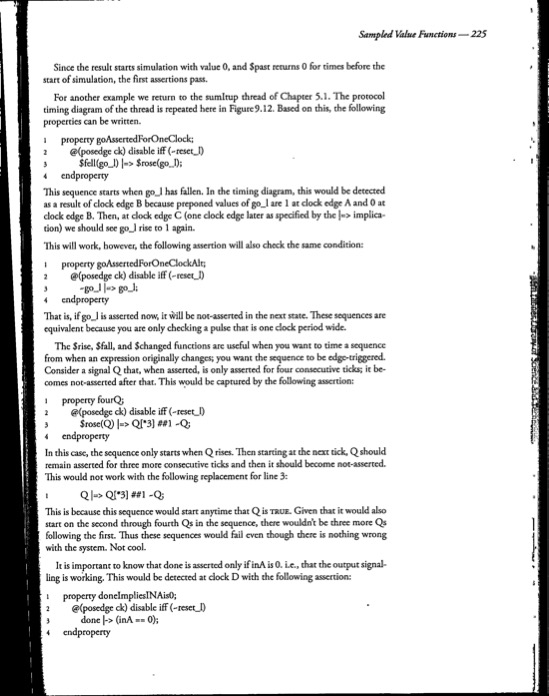 Sampled Value Functions — 225
Since the result starts simulation with value 0, and $past returns 0 for times before the
start of simulation, the first assertions pass.
For another example we return to the sumItup thread of Chapter 5.1. The protocol
timing diagram of the thread is repeated here in Figure 9.12. Based on this, the following
properties can be written.
1 property goAssertedForOneClock;
2 @(posedge ck) disable iff (~reset_l)
3 $fell(go_l) |=> $rose(go_l);
4 endproperty
This sequence starts when go_l has fallen. In the timing diagram, this would be detected
as a result of clock edge B because preponed values of go_l are 1 at clock edge A and 0 at
clock edge B. Then, at clock edge C (one clock edge later as specified by the |=> implica-
tion) we should see go_l rise to 1 again.
This will work, however, the following assertion will also check the same condition:
1 property goAssertedForOneClockAlt;
2 @(posedge ck) disable iff (~reset_l)
3 ~go_l |=> go_l;
4 endproperty
That is, if go_l is asserted now, it will be not-asserted in the next state. These sequences are
equivalent because you are only checking a pulse that is one clock period wide.
The $rise, $fall, and $changed functions are useful when you want to time a sequence
from when an expression originally changes; you want the sequence to be edge-triggered.
Consider a signal Q that, when asserted, is only asserted for four consecutive ticks; it be-
comes not-asserted after that. This would be captured by the following assertion:
1 property fourQ;
2 @(posedge ck) disable iff (~reset_l)
3 $rose(Q) |=> Q[*3] ##1 ~Q;
4 endproperty
In this case, the sequence only starts when Q rises. Then starting at the next tick, Q should
remain asserted for three more consecutive ticks and then it should become not-asserted.
This would not work with the following replacement for line 3:
1 Q |=> Q[*3] ##1 ~Q;
This is because this sequence would start anytime that Q is TRUE. Given that it would also
start on the second through fourth Qs in the sequence, there wouldn't be three more Qs
following the first. Thus these sequences would fail even though there is nothing wrong
with the system. Not cool.
It is important to know that done is asserted only if inA is 0. i.e., that the output signal-
ling is working. This would be detected at clock D with the following assertion:
1 property doneImpliesINAis0;
2 @(posedge ck) disable iff (~reset_l)
3 done |-> (inA == 0);
4 endproperty